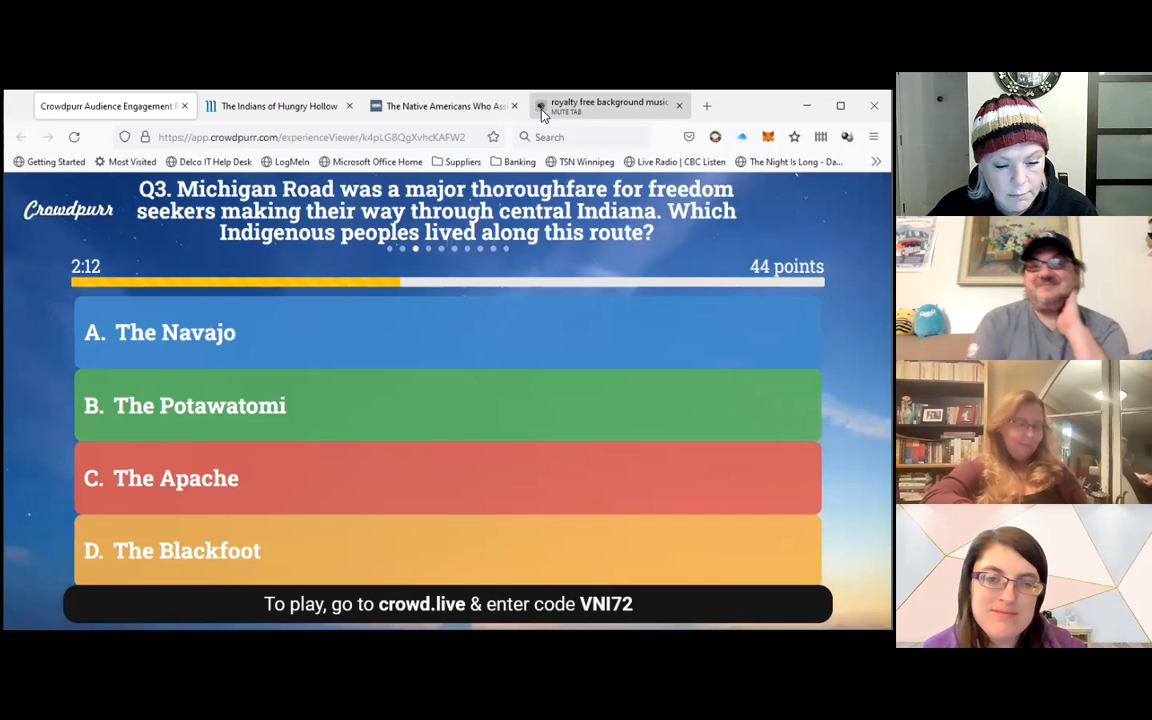 Crowdpurr Audience Engagement P
The Indians of Hungry Hollow
The Native Americans Who Ass
royalty free background music
MUTE TAB
https://app.crowdpurr.com/experienceViewer/k4pLG8QgXvhcKAFW2
Search
Getting Started
Most Visited
Delco IT Help Desk
LogMeIn
Microsoft Office Home
Suppliers
Banking
TSN Winnipeg
Live Radio | CBC Listen
The Night Is Long - Da...
Crowdpurr
Q3. Michigan Road was a major thoroughfare for freedom
seekers making their way through central Indiana. Which
Indigenous peoples lived along this route?
2:12
44 points
A. The Navajo
B. The Potawatomi
C. The Apache
D. The Blackfoot
To play, go to crowd.live & enter code VNI72